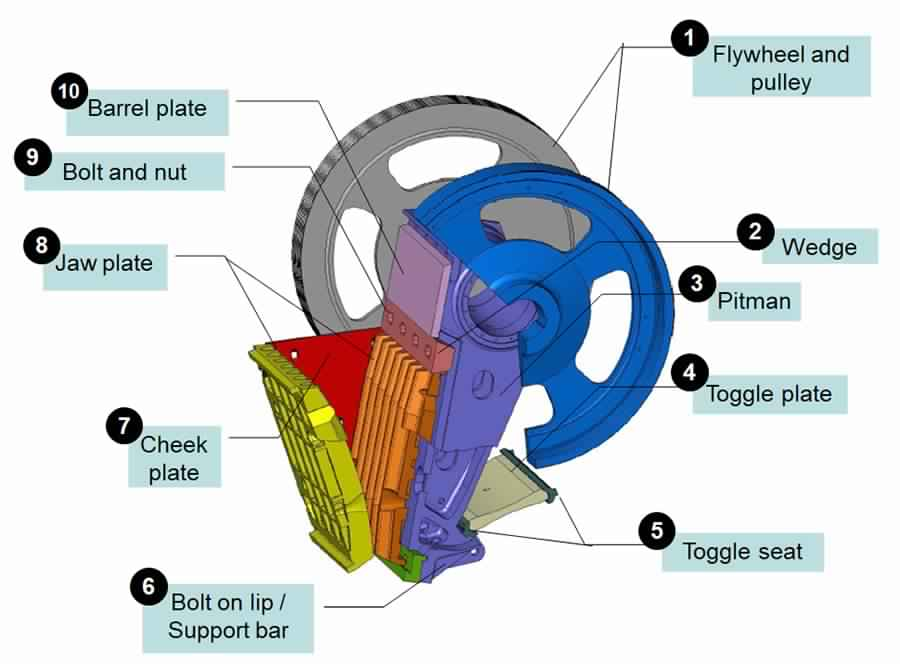 1
Flywheel and
pulley
10
Barrel plate
9
Bolt and nut
2
Wedge
8
Jaw plate
3
Pitman
4
Toggle plate
7
Cheek
plate
5
Toggle seat
6
Bolt on lip /
Support bar